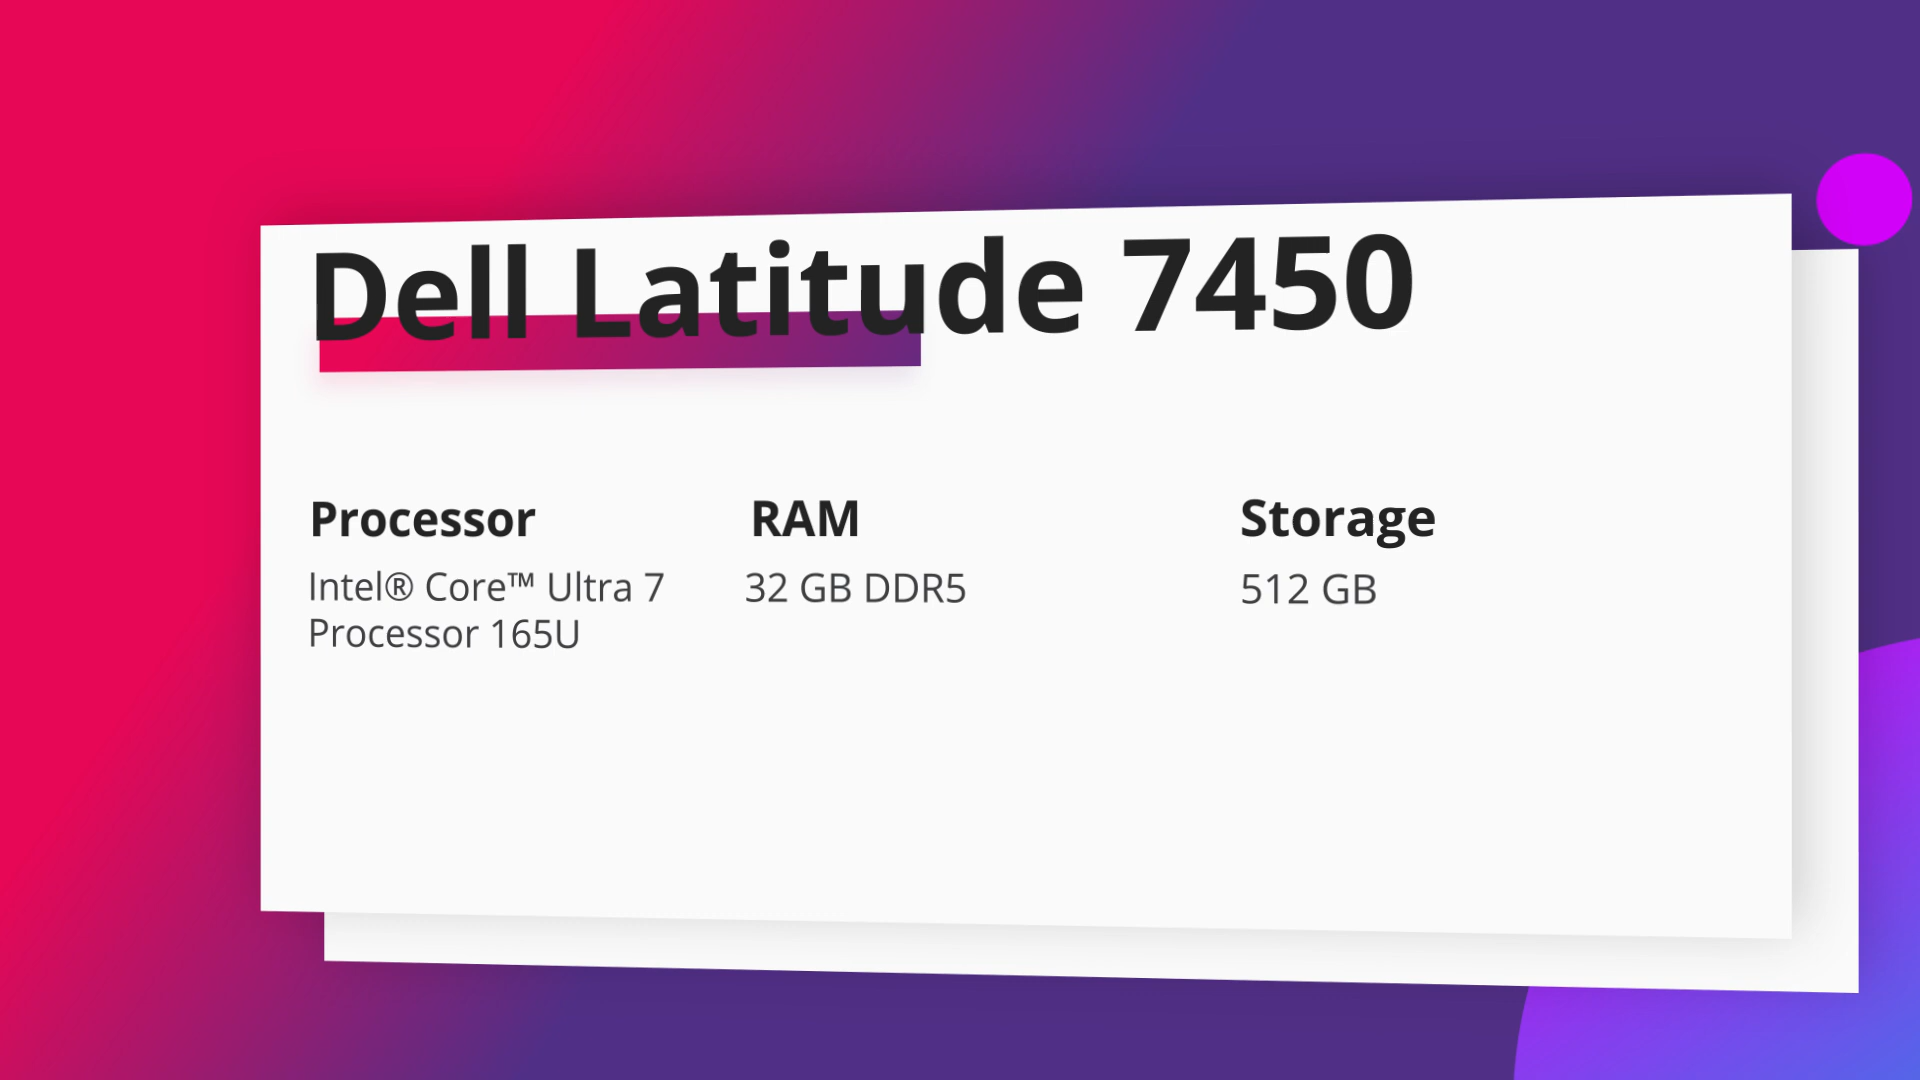 Dell Latitude 7450
Processor
Intel® Core™ Ultra 7
Processor 165U
RAM
32 GB DDR5
Storage
512 GB